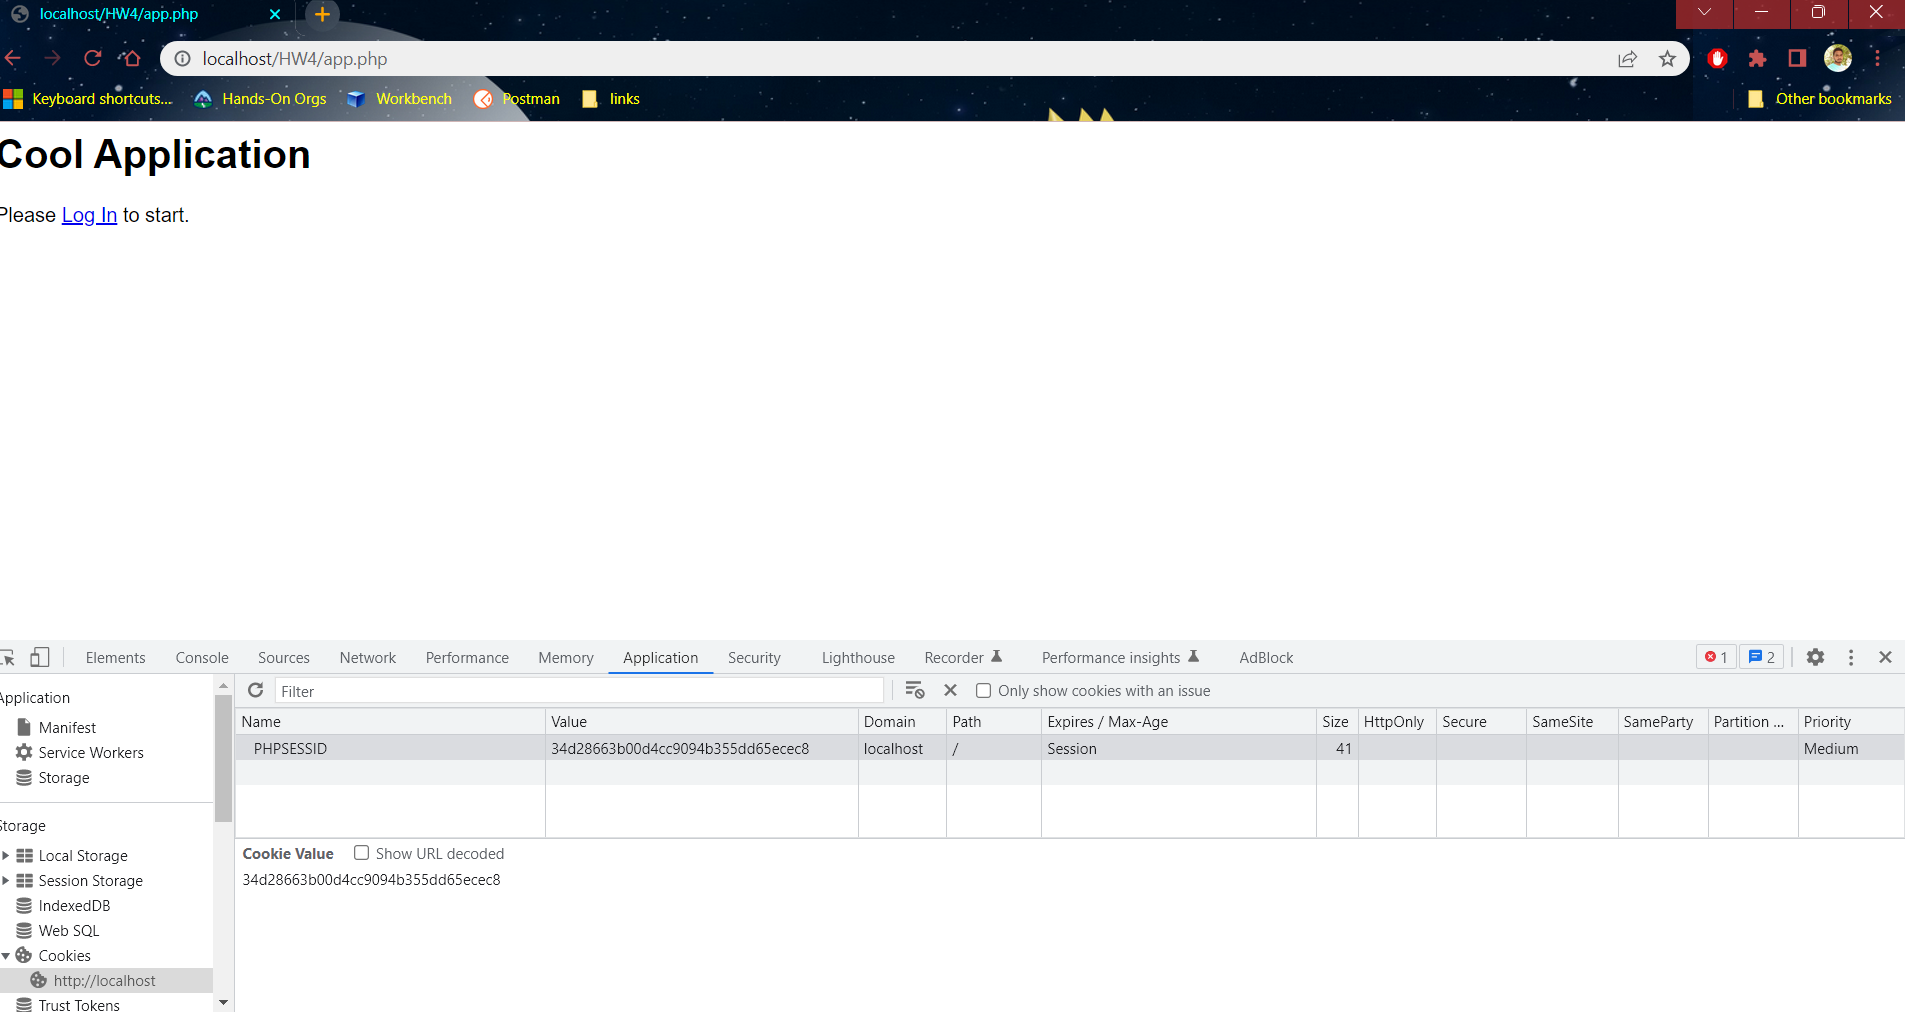 localhost/HW4/app.php
localhost/HW4/app.php
Keyboard shortcuts... Hands-On Orgs Workbench Postman links Other bookmarks
Cool Application
Please Log In to start.
Elements Console Sources Network Performance Memory Application Security Lighthouse Recorder Performance insights AdBlock 1 2
Application
Manifest
Service Workers
Storage
Storage
Local Storage
Session Storage
IndexedDB
Web SQL
Cookies
http://localhost
Trust Tokens
Filter Only show cookies with an issue
Name Value Domain Path Expires / Max-Age Size HttpOnly Secure SameSite SameParty Partition ... Priority
PHPSESSID 34d28663b00d4cc9094b355dd65ecec8 localhost / Session 41 Medium
Cookie Value Show URL decoded
34d28663b00d4cc9094b355dd65ecec8